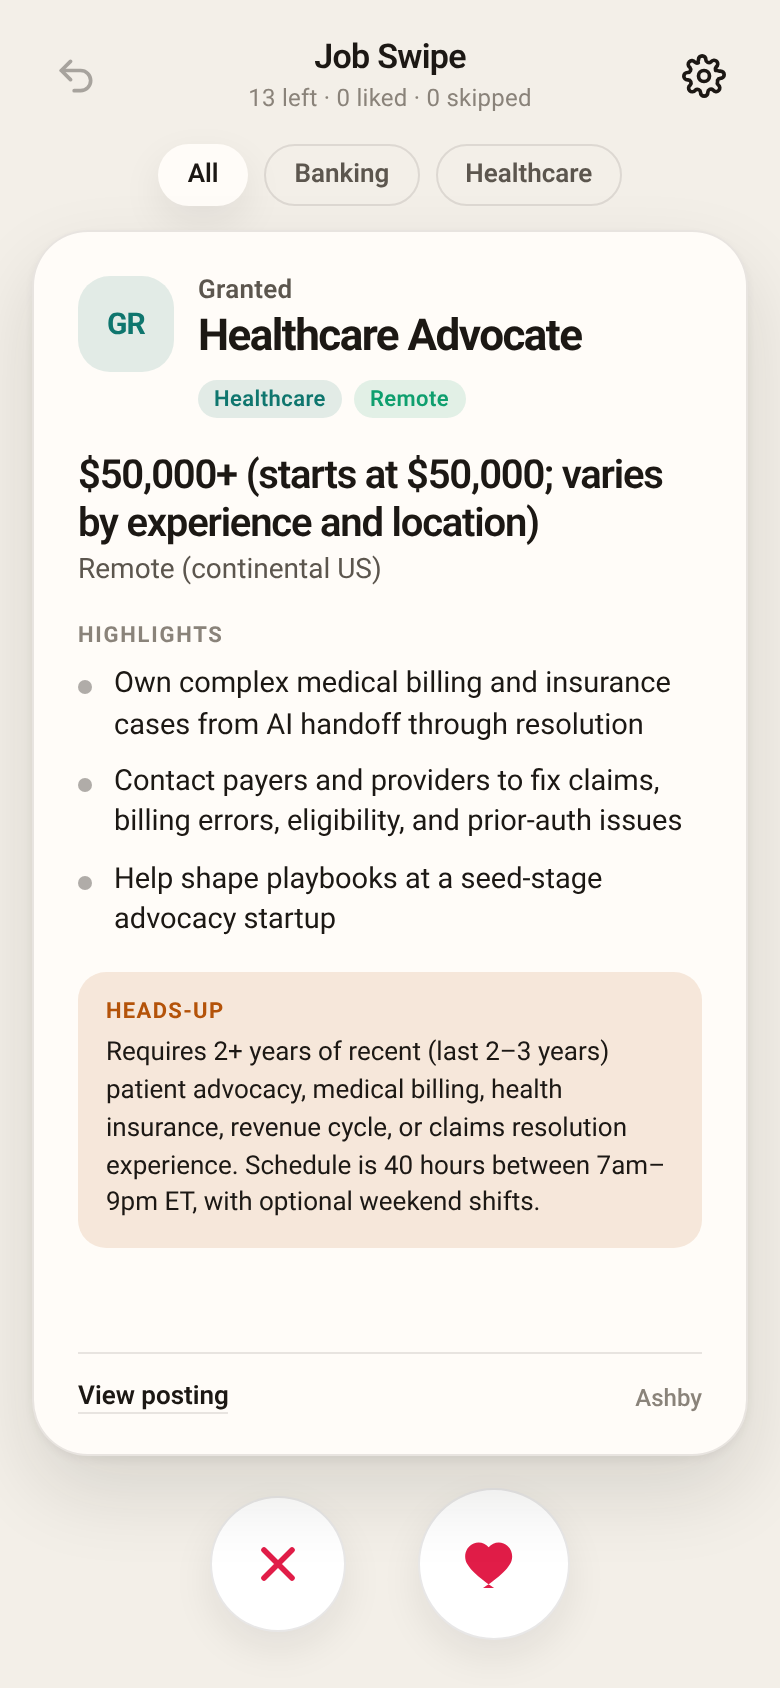 Job Swipe
13 left · 0 liked · 0 skipped
All
Banking
Healthcare
GR
Granted
Healthcare Advocate
Healthcare
Remote
$50,000+ (starts at $50,000; varies
by experience and location)
Remote (continental US)
HIGHLIGHTS
Own complex medical billing and insurance
cases from AI handoff through resolution
Contact payers and providers to fix claims,
billing errors, eligibility, and prior-auth issues
Help shape playbooks at a seed-stage
advocacy startup
HEADS-UP
Requires 2+ years of recent (last 2–3 years)
patient advocacy, medical billing, health
insurance, revenue cycle, or claims resolution
experience. Schedule is 40 hours between 7am–
9pm ET, with optional weekend shifts.
View posting
Ashby